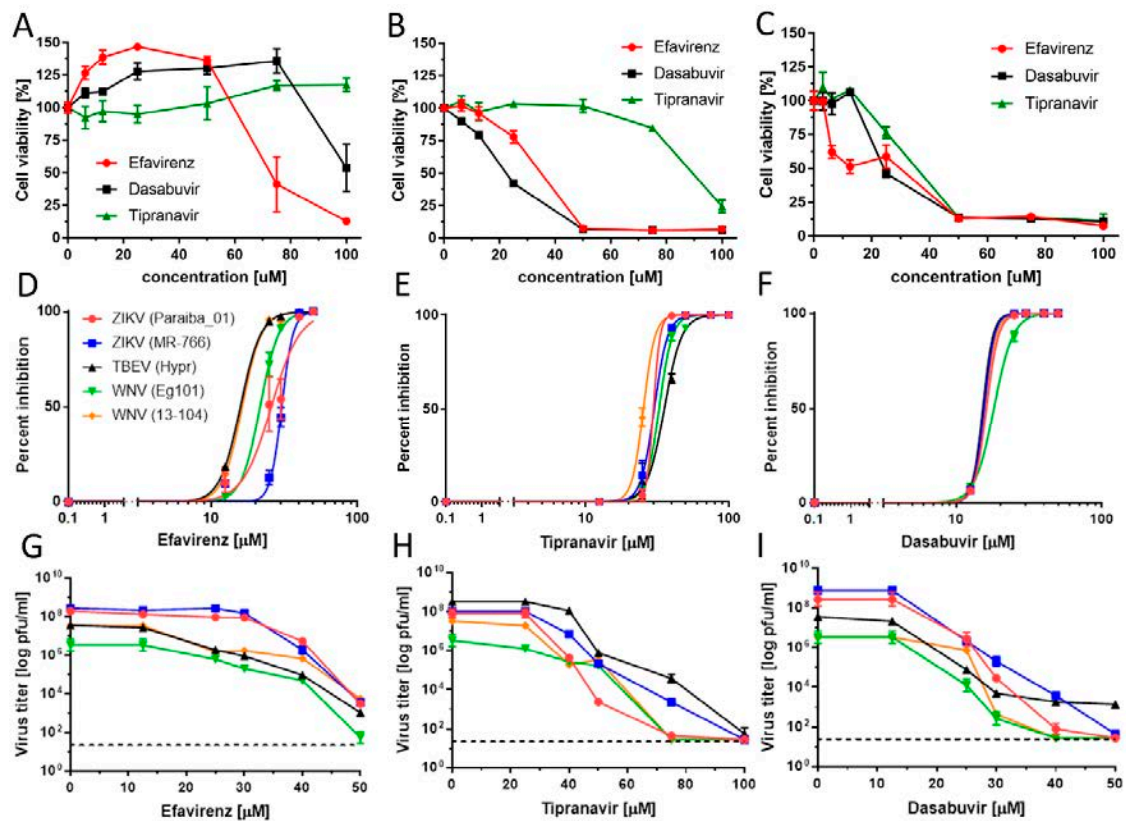 A
B
C
Cell viability [%]
150
125
100
75
50
25
0
Efavirenz
Dasabuvir
Tipranavir
0 20 40 60 80 100
concentration [uM]
Cell viability [%]
150
125
100
75
50
25
0
Efavirenz
Dasabuvir
Tipranavir
0 20 40 60 80 100
concentration [uM]
Cell viability [%]
150
125
100
75
50
25
0
Efavirenz
Dasabuvir
Tipranavir
0 20 40 60 80 100
concentration [uM]
D
E
F
Percent inhibition
100
50
0
ZIKV (Paraiba_01)
ZIKV (MR-766)
TBEV (Hypr)
WNV (Eg101)
WNV (13-104)
0.1 1 10 100
Efavirenz [µM]
Percent inhibition
100
50
0
0.1 1 10 100
Tipranavir [µM]
Percent inhibition
100
50
0
0.1 1 10 100
Dasabuvir [µM]
G
H
I
Virus titer [log pfu/ml]
10^10
10^8
10^6
10^4
10^2
10^0
0 10 20 30 40 50
Efavirenz [µM]
Virus titer [log pfu/ml]
10^10
10^8
10^6
10^4
10^2
10^0
0 20 40 60 80 100
Tipranavir [µM]
Virus titer [log pfu/ml]
10^10
10^8
10^6
10^4
10^2
10^0
0 10 20 30 40 50
Dasabuvir [µM]